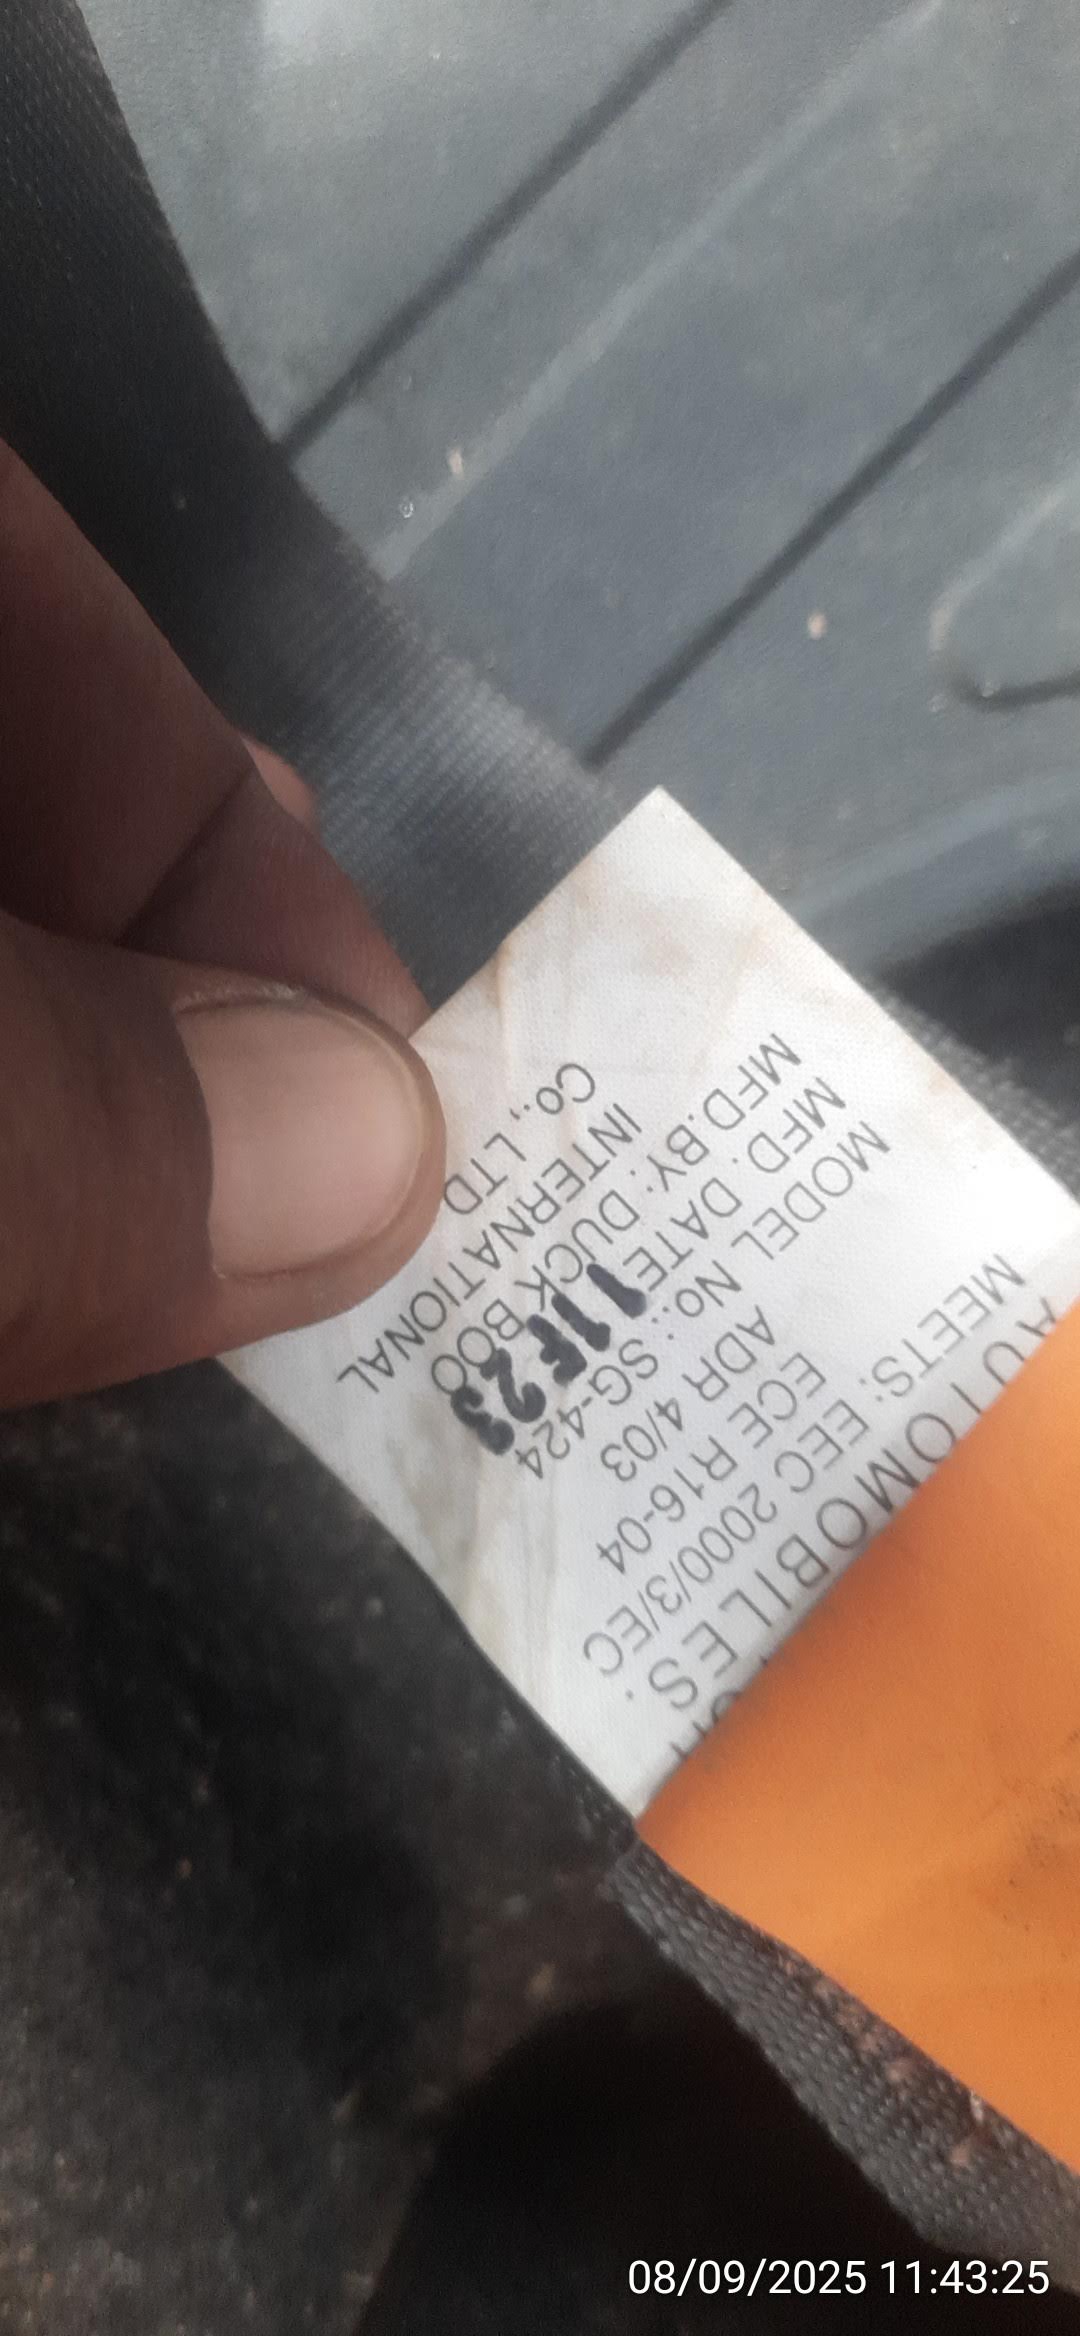 AUTOMOBILES.
MEETS: EEC 2000/3/EC
ECE R16-04
ADR 4/03
MODEL No.: SG-424
MFD. DATE 11F23
MFD.BY: DUCK BOO
INTERNATIONAL
Co., LTD
08/09/2025 11:43:25